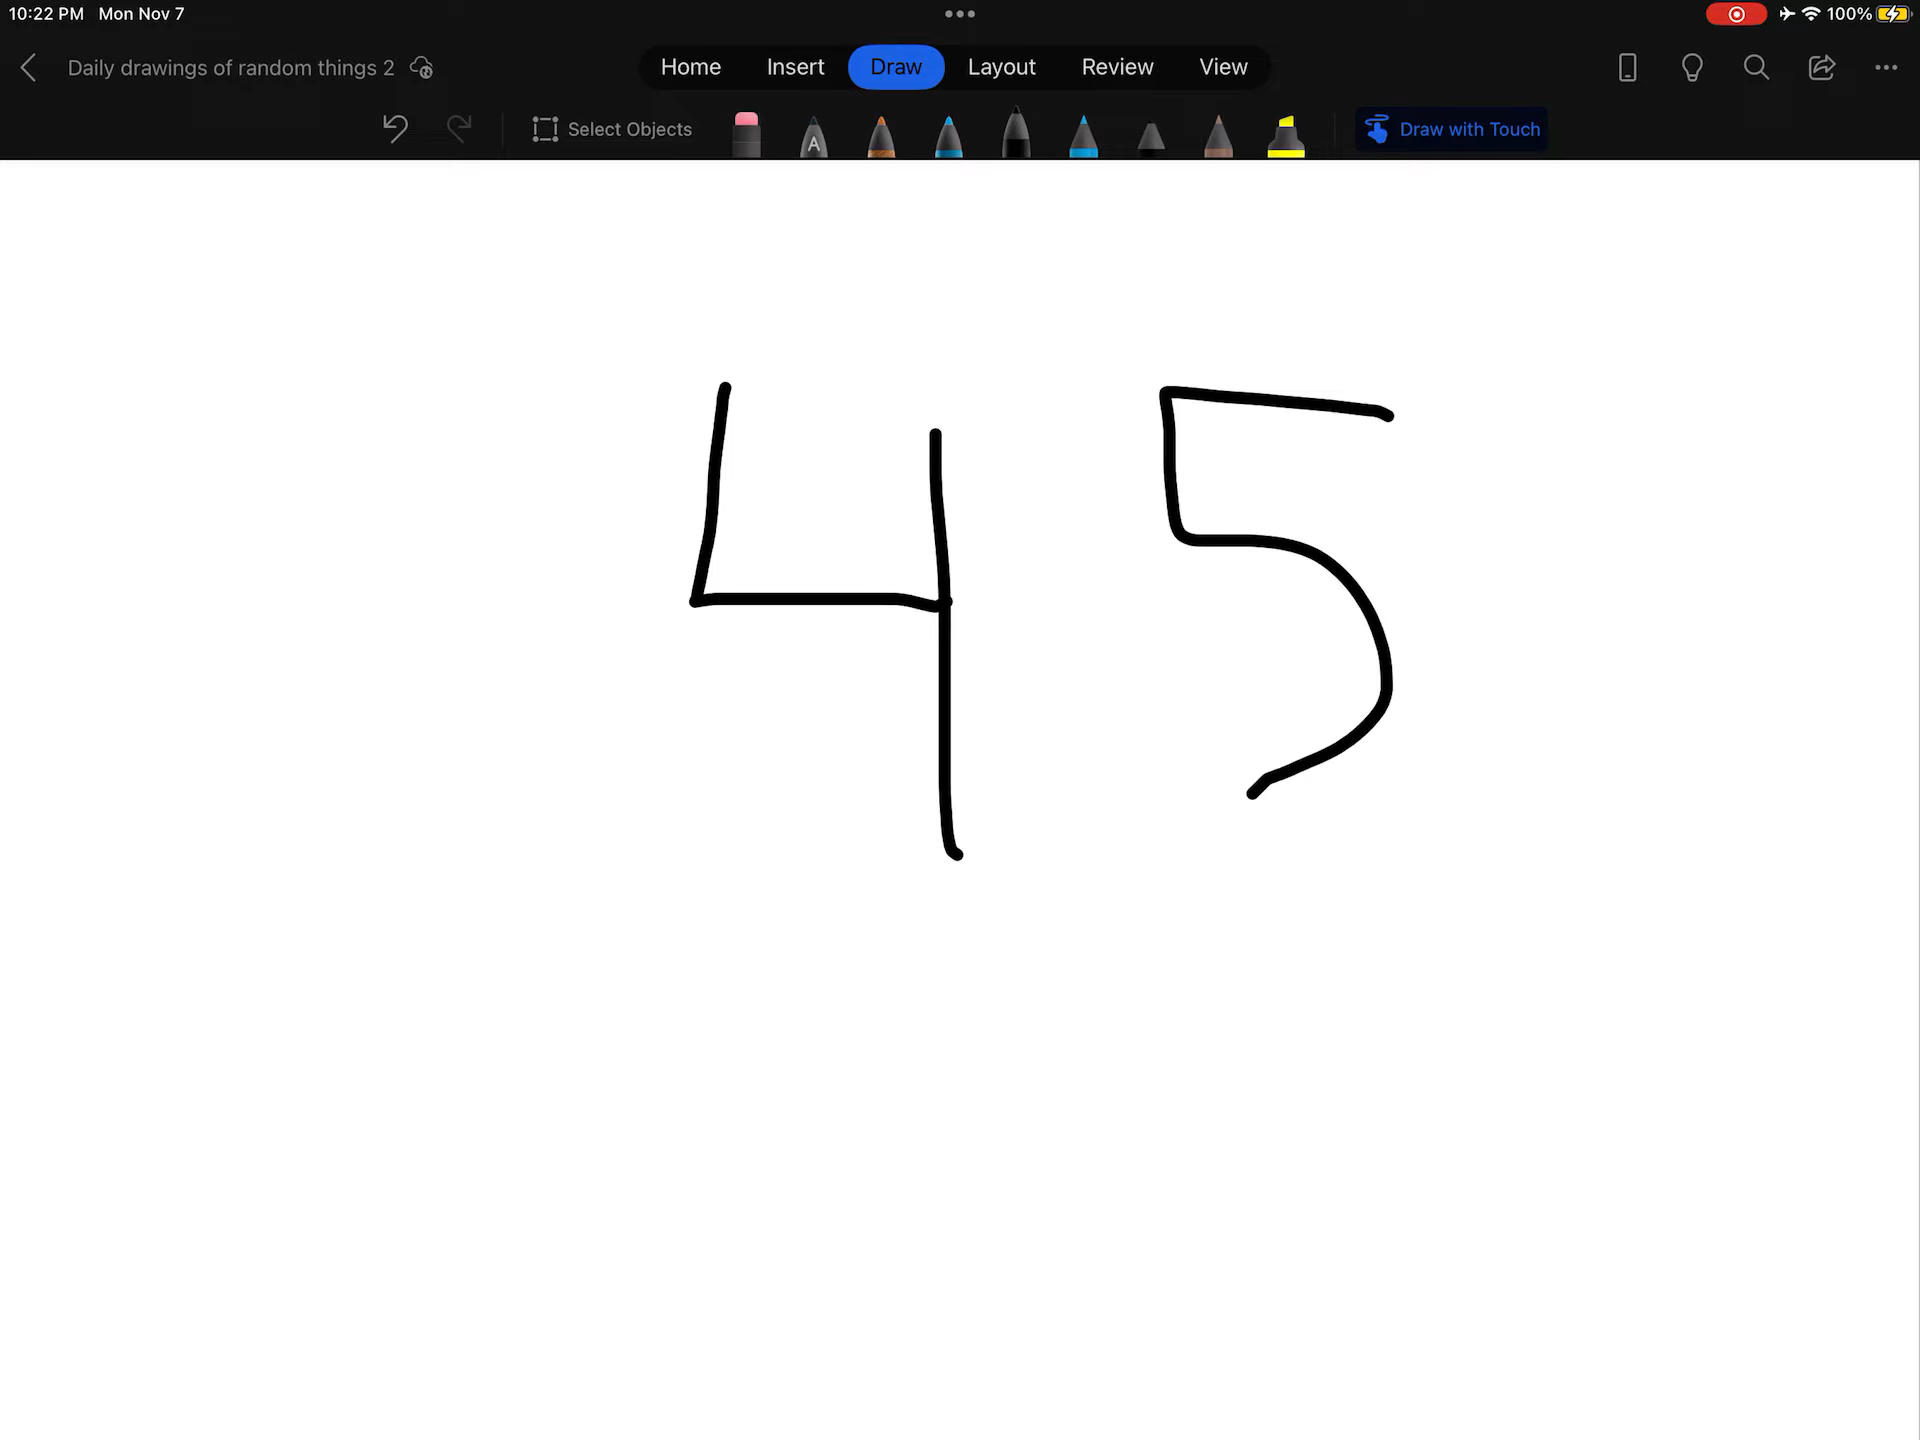 10:22 PM Mon Nov 7
100%
Daily drawings of random things 2
Home Insert Draw Layout Review View
Select Objects
A
Draw with Touch
45